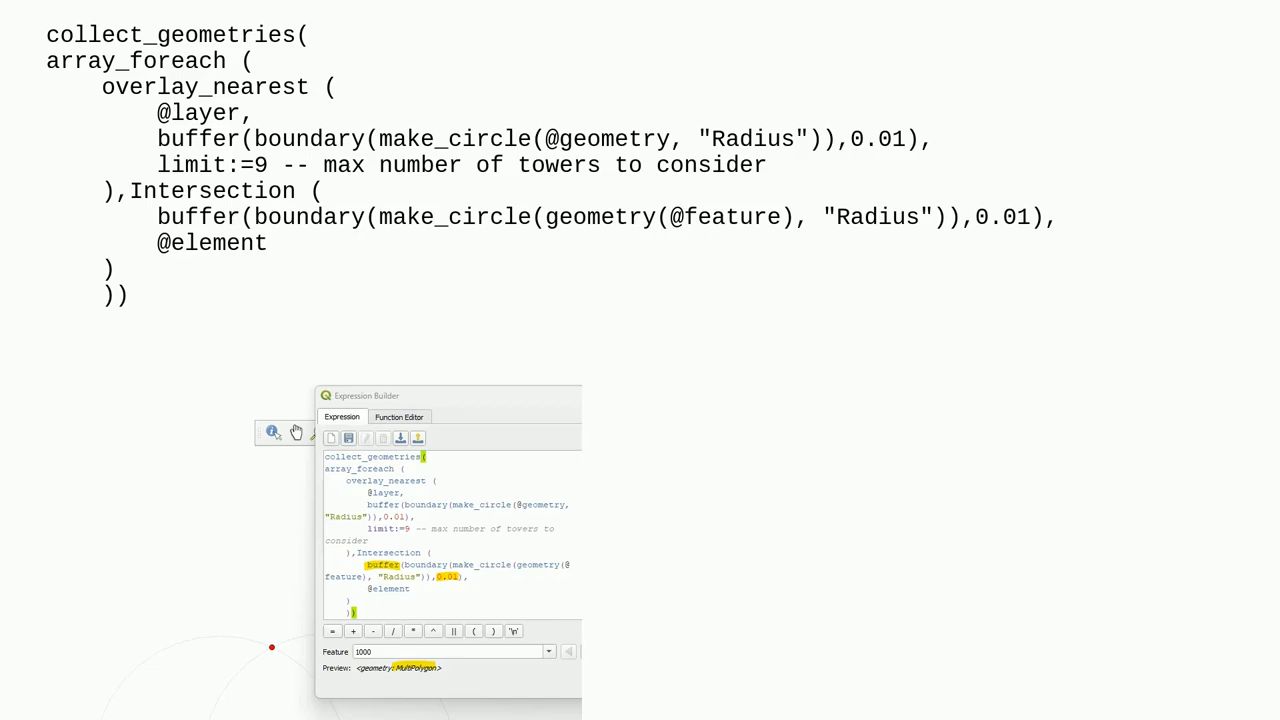 collect_geometries(
array_foreach (
    overlay_nearest (
        @layer,
        buffer(boundary(make_circle(@geometry, "Radius")),0.01),
        limit:=9 -- max number of towers to consider
    ),Intersection (
        buffer(boundary(make_circle(geometry(@feature), "Radius")),0.01),
        @element
    )
    ))
Expression Builder
Expression Function Editor
collect_geometries(
array_foreach (
    overlay_nearest (
        @layer,
        buffer(boundary(make_circle(@geometry,
"Radius")),0.01),
        limit:=9 -- max number of towers to
consider
    ),Intersection (
        buffer(boundary(make_circle(geometry(@
feature), "Radius")),0.01),
        @element
    )
    ))
= + - / * ^ || ( ) '\n'
Feature 1000
Preview: <geometry: MultiPolygon>